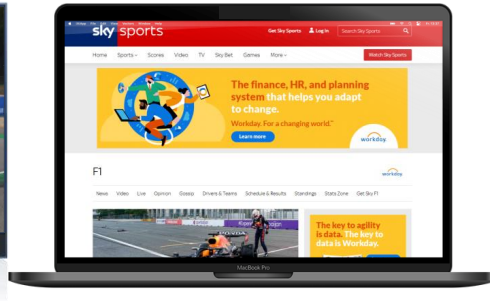 sky sports
Get Sky Sports
Log In
Search Sky Sports
Home Sports Scores Video TV Sky Bet Games More
Watch Sky Sports
The finance, HR, and planning
system that helps you adapt
to change.
Workday. For a changing world.™
Learn more
workday
F1
workday
News Video Live Opinion Gossip Drivers & Teams Schedule & Results Standings Stats Zone Get Sky F1
The key to agility
is data. The key to
data is Workday.
MacBook Pro